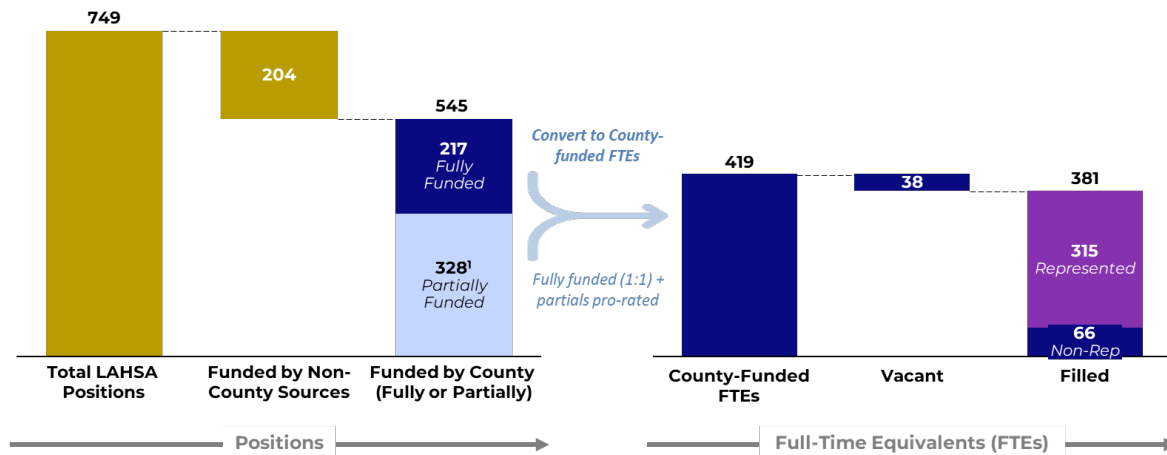 749
204
545
217
Fully
Funded
328¹
Partially
Funded
Total LAHSA
Positions
Funded by Non-
County Sources
Funded by County
(Fully or Partially)
Positions
Convert to County-
funded FTEs
Fully funded (1:1) +
partials pro-rated
419
38
381
315
Represented
66
Non-Rep
County-Funded
FTEs
Vacant
Filled
Full-Time Equivalents (FTEs)